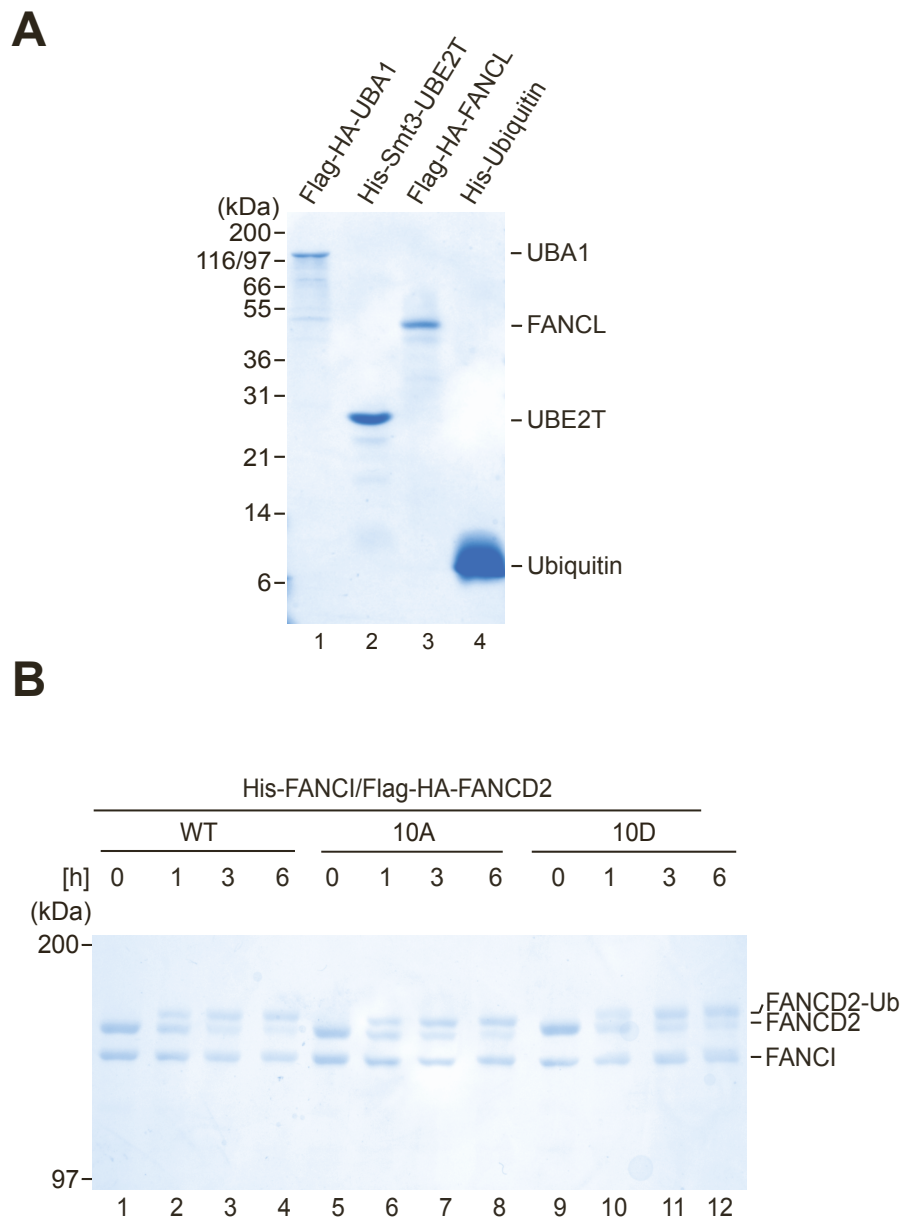 A
Flag-HA-UBA1
His-Smt3-UBE2T
Flag-HA-FANCL
His-Ubiquitin
(kDa)
200
116/97
66
55
36
31
21
14
6
UBA1
FANCL
UBE2T
Ubiquitin
1 2 3 4
B
His-FANCI/Flag-HA-FANCD2
WT 10A 10D
[h] 0 1 3 6 0 1 3 6 0 1 3 6
(kDa)
200
97
FANCD2-Ub
FANCD2
FANCI
1 2 3 4 5 6 7 8 9 10 11 12